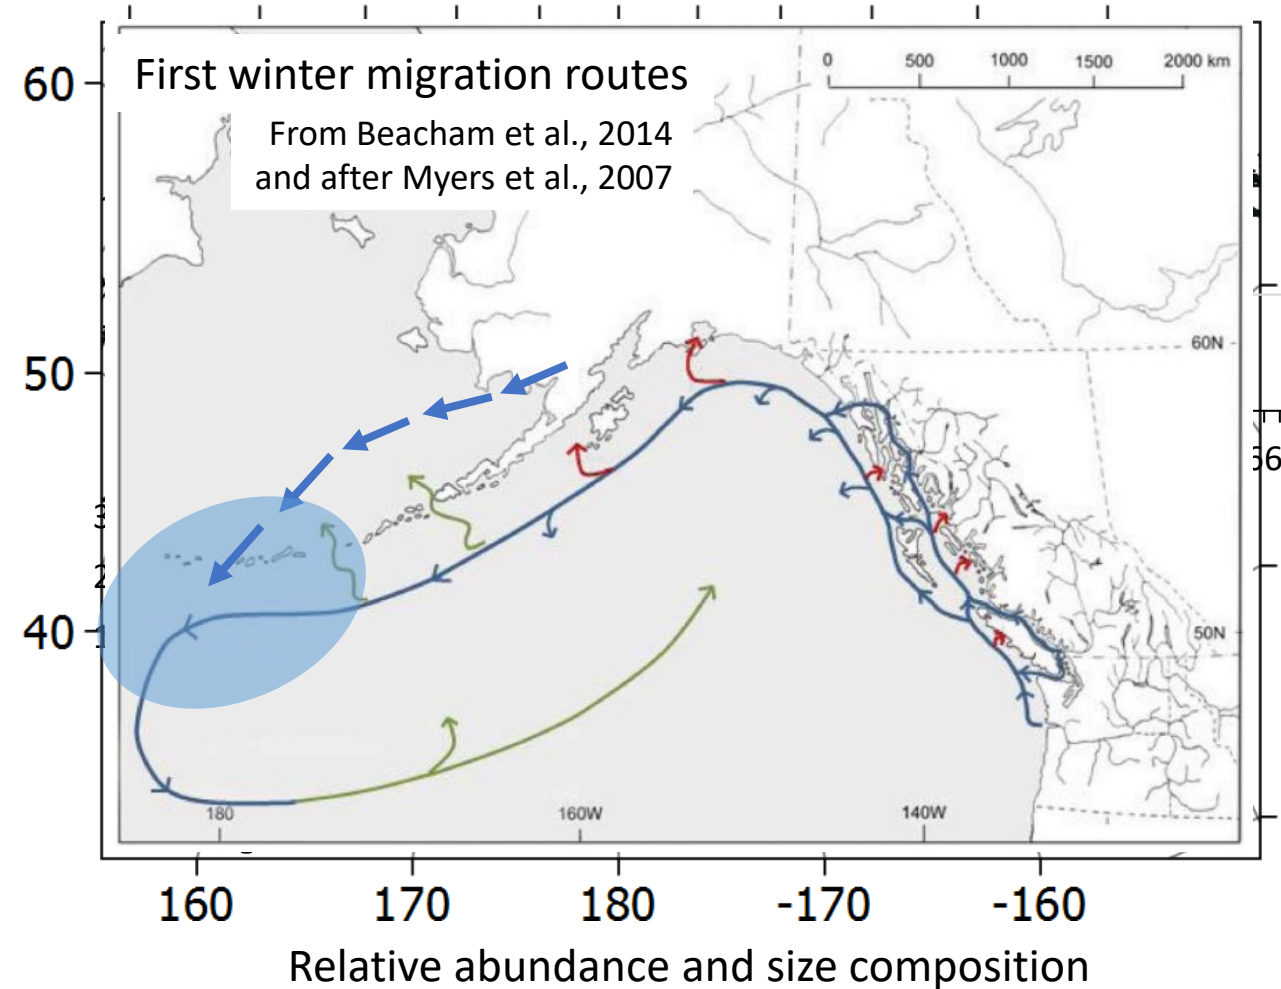 First winter migration routes
From Beacham et al., 2014
and after Myers et al., 2007
0 500 1000 1500 2000 km
60
50
40
60N
50N
180
160W
140W
160 170 180 -170 -160
Relative abundance and size composition